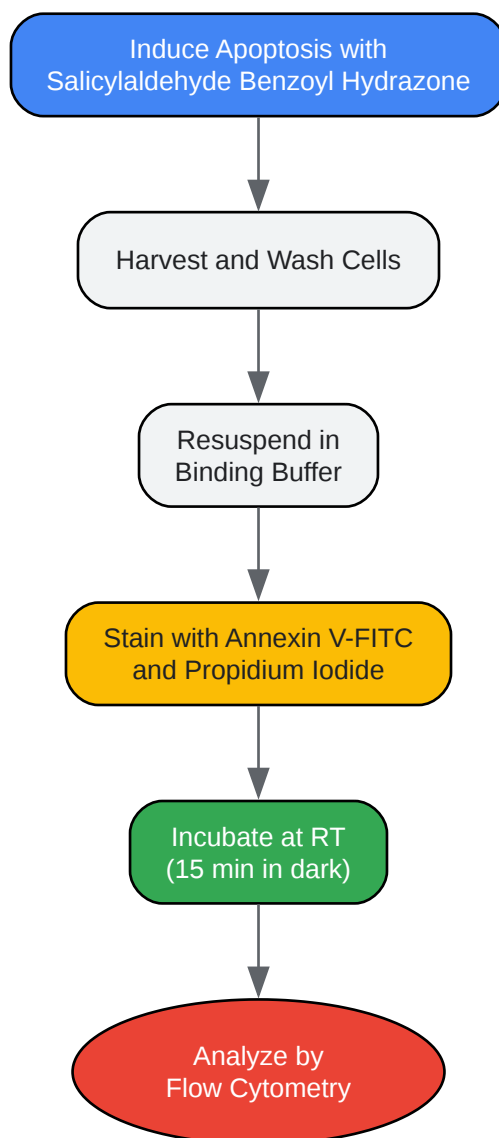 Induce Apoptosis with
Salicylaldehyde Benzoyl Hydrazone
Harvest and Wash Cells
Resuspend in
Binding Buffer
Stain with Annexin V-FITC
and Propidium Iodide
Incubate at RT
(15 min in dark)
Analyze by
Flow Cytometry